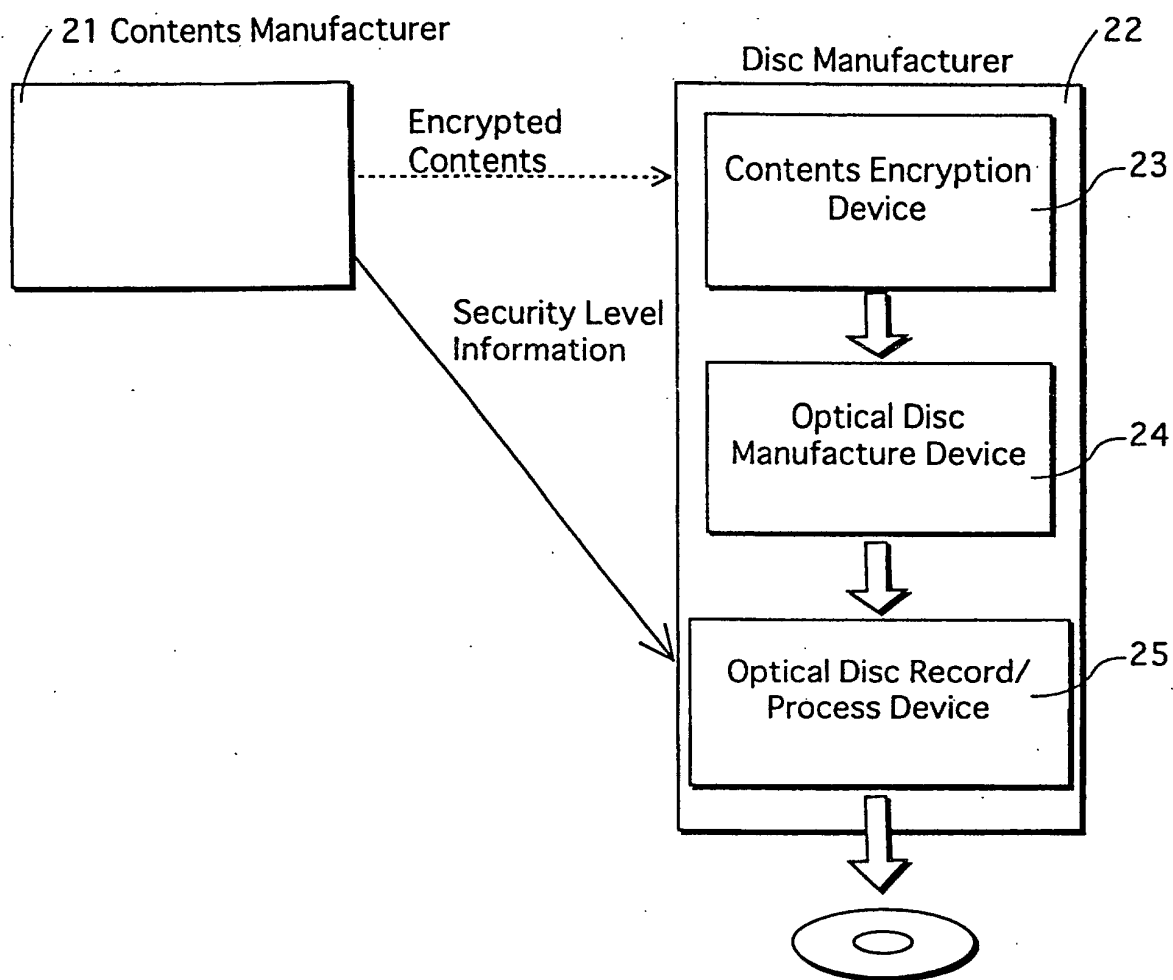 21 Contents Manufacturer
22
Disc Manufacturer
Encrypted
Contents
Contents Encryption
Device
23
Security Level
Information
Optical Disc
Manufacture Device
24
Optical Disc Record/
Process Device
25